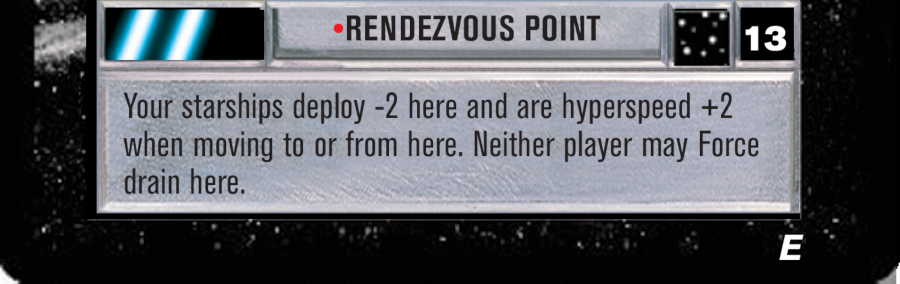 •RENDEZVOUS POINT
13
Your starships deploy -2 here and are hyperspeed +2
when moving to or from here. Neither player may Force
drain here.
E